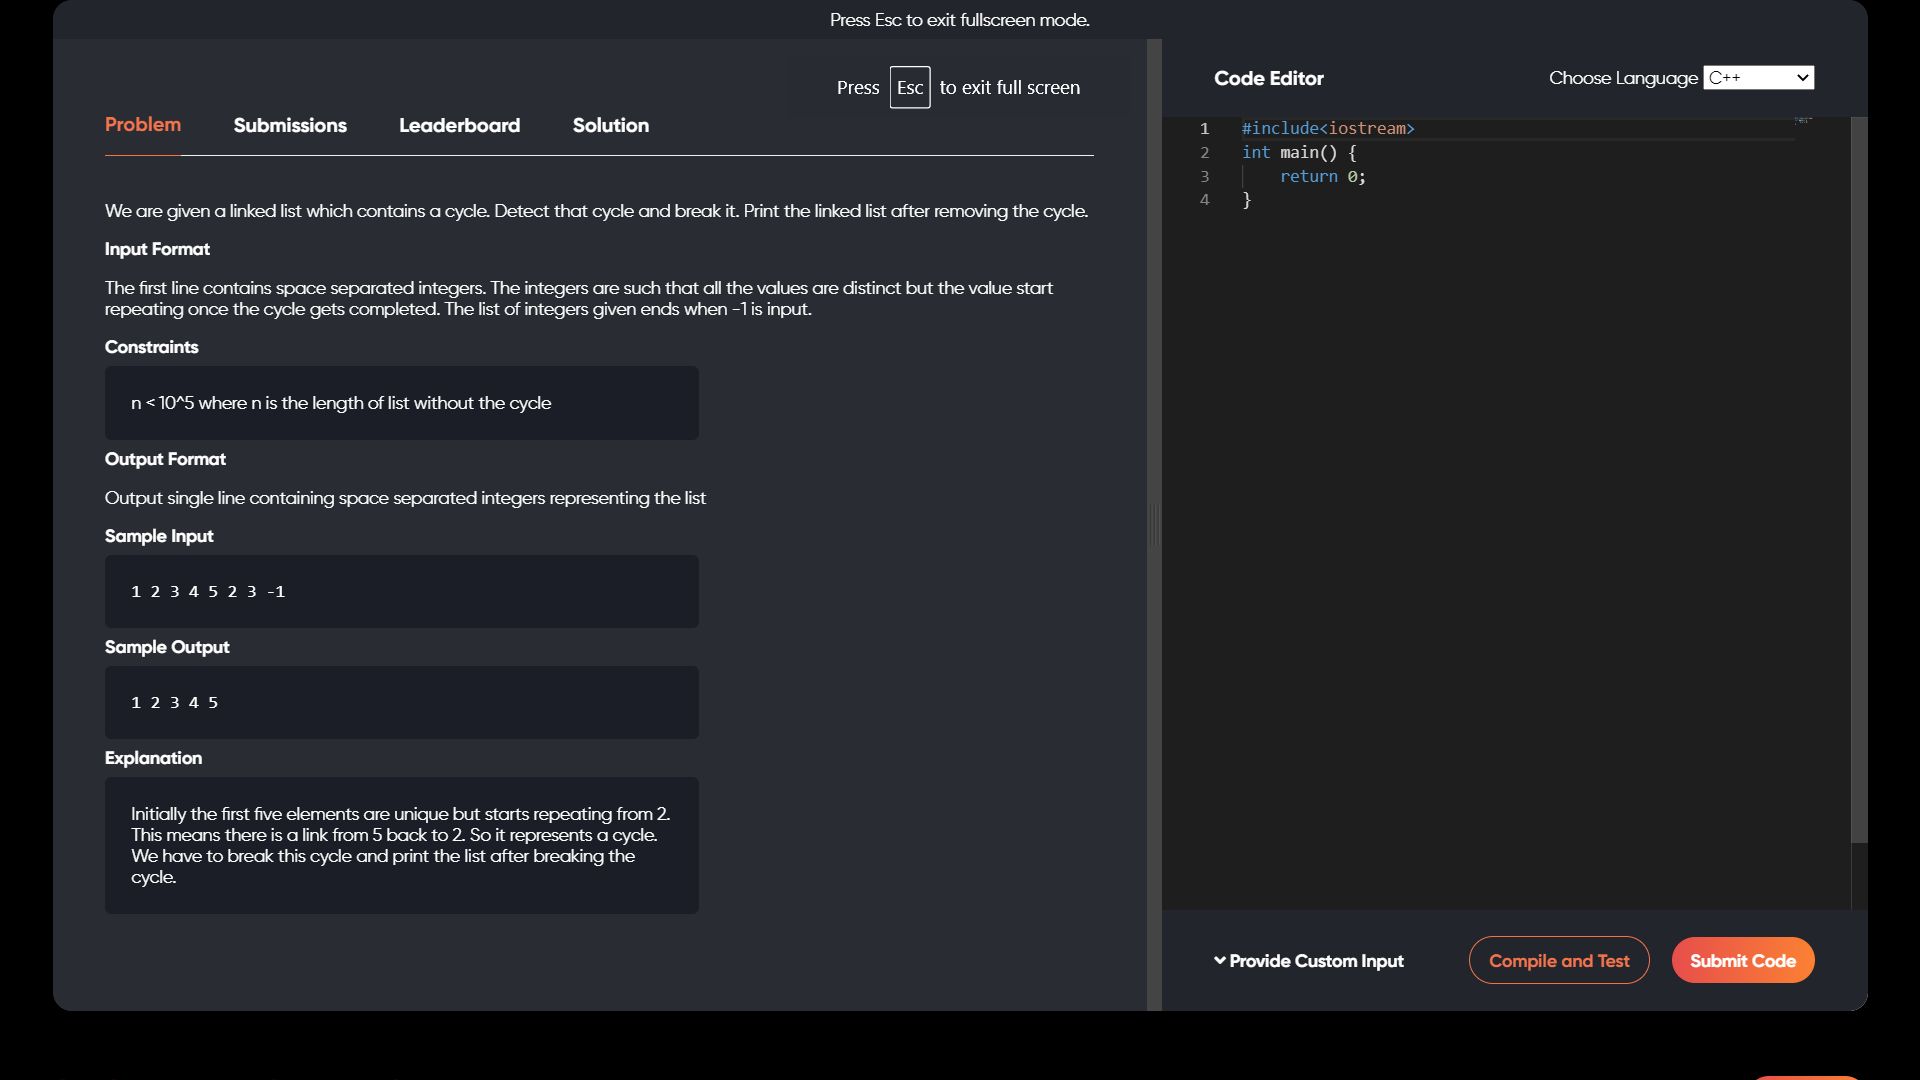 Press Esc to exit fullscreen mode.
Press Esc to exit full screen
Problem Submissions Leaderboard Solution
We are given a linked list which contains a cycle. Detect that cycle and break it. Print the linked list after removing the cycle.
Input Format
The first line contains space separated integers. The integers are such that all the values are distinct but the value start
repeating once the cycle gets completed. The list of integers given ends when -1 is input.
Constraints
n < 10^5 where n is the length of list without the cycle
Output Format
Output single line containing space separated integers representing the list
Sample Input
1 2 3 4 5 2 3 -1
Sample Output
1 2 3 4 5
Explanation
Initially the first five elements are unique but starts repeating from 2.
This means there is a link from 5 back to 2. So it represents a cycle.
We have to break this cycle and print the list after breaking the
cycle.
Code Editor
Choose Language C++
1 #include<iostream>
2 int main() {
3     return 0;
4 }
Provide Custom Input
Compile and Test
Submit Code